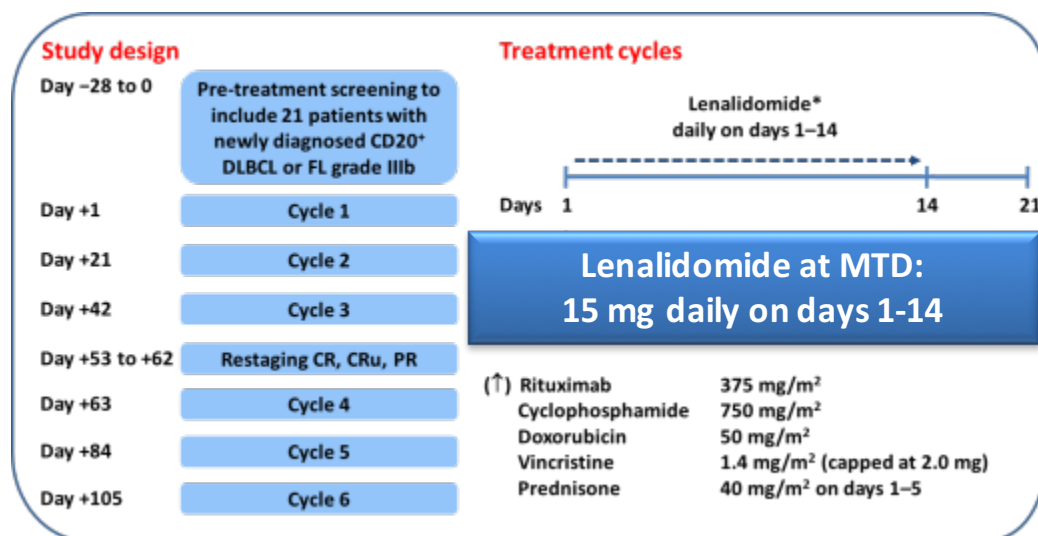 Study design
Day −28 to 0
Pre-treatment screening to
include 21 patients with
newly diagnosed CD20⁺
DLBCL or FL grade IIIb
Day +1
Cycle 1
Day +21
Cycle 2
Day +42
Cycle 3
Day +53 to +62
Restaging CR, CRu, PR
Day +63
Cycle 4
Day +84
Cycle 5
Day +105
Cycle 6
Treatment cycles
Lenalidomide*
daily on days 1–14
Days 1 14 21
Lenalidomide at MTD:
15 mg daily on days 1-14
(↑) Rituximab 375 mg/m²
Cyclophosphamide 750 mg/m²
Doxorubicin 50 mg/m²
Vincristine 1.4 mg/m² (capped at 2.0 mg)
Prednisone 40 mg/m² on days 1–5